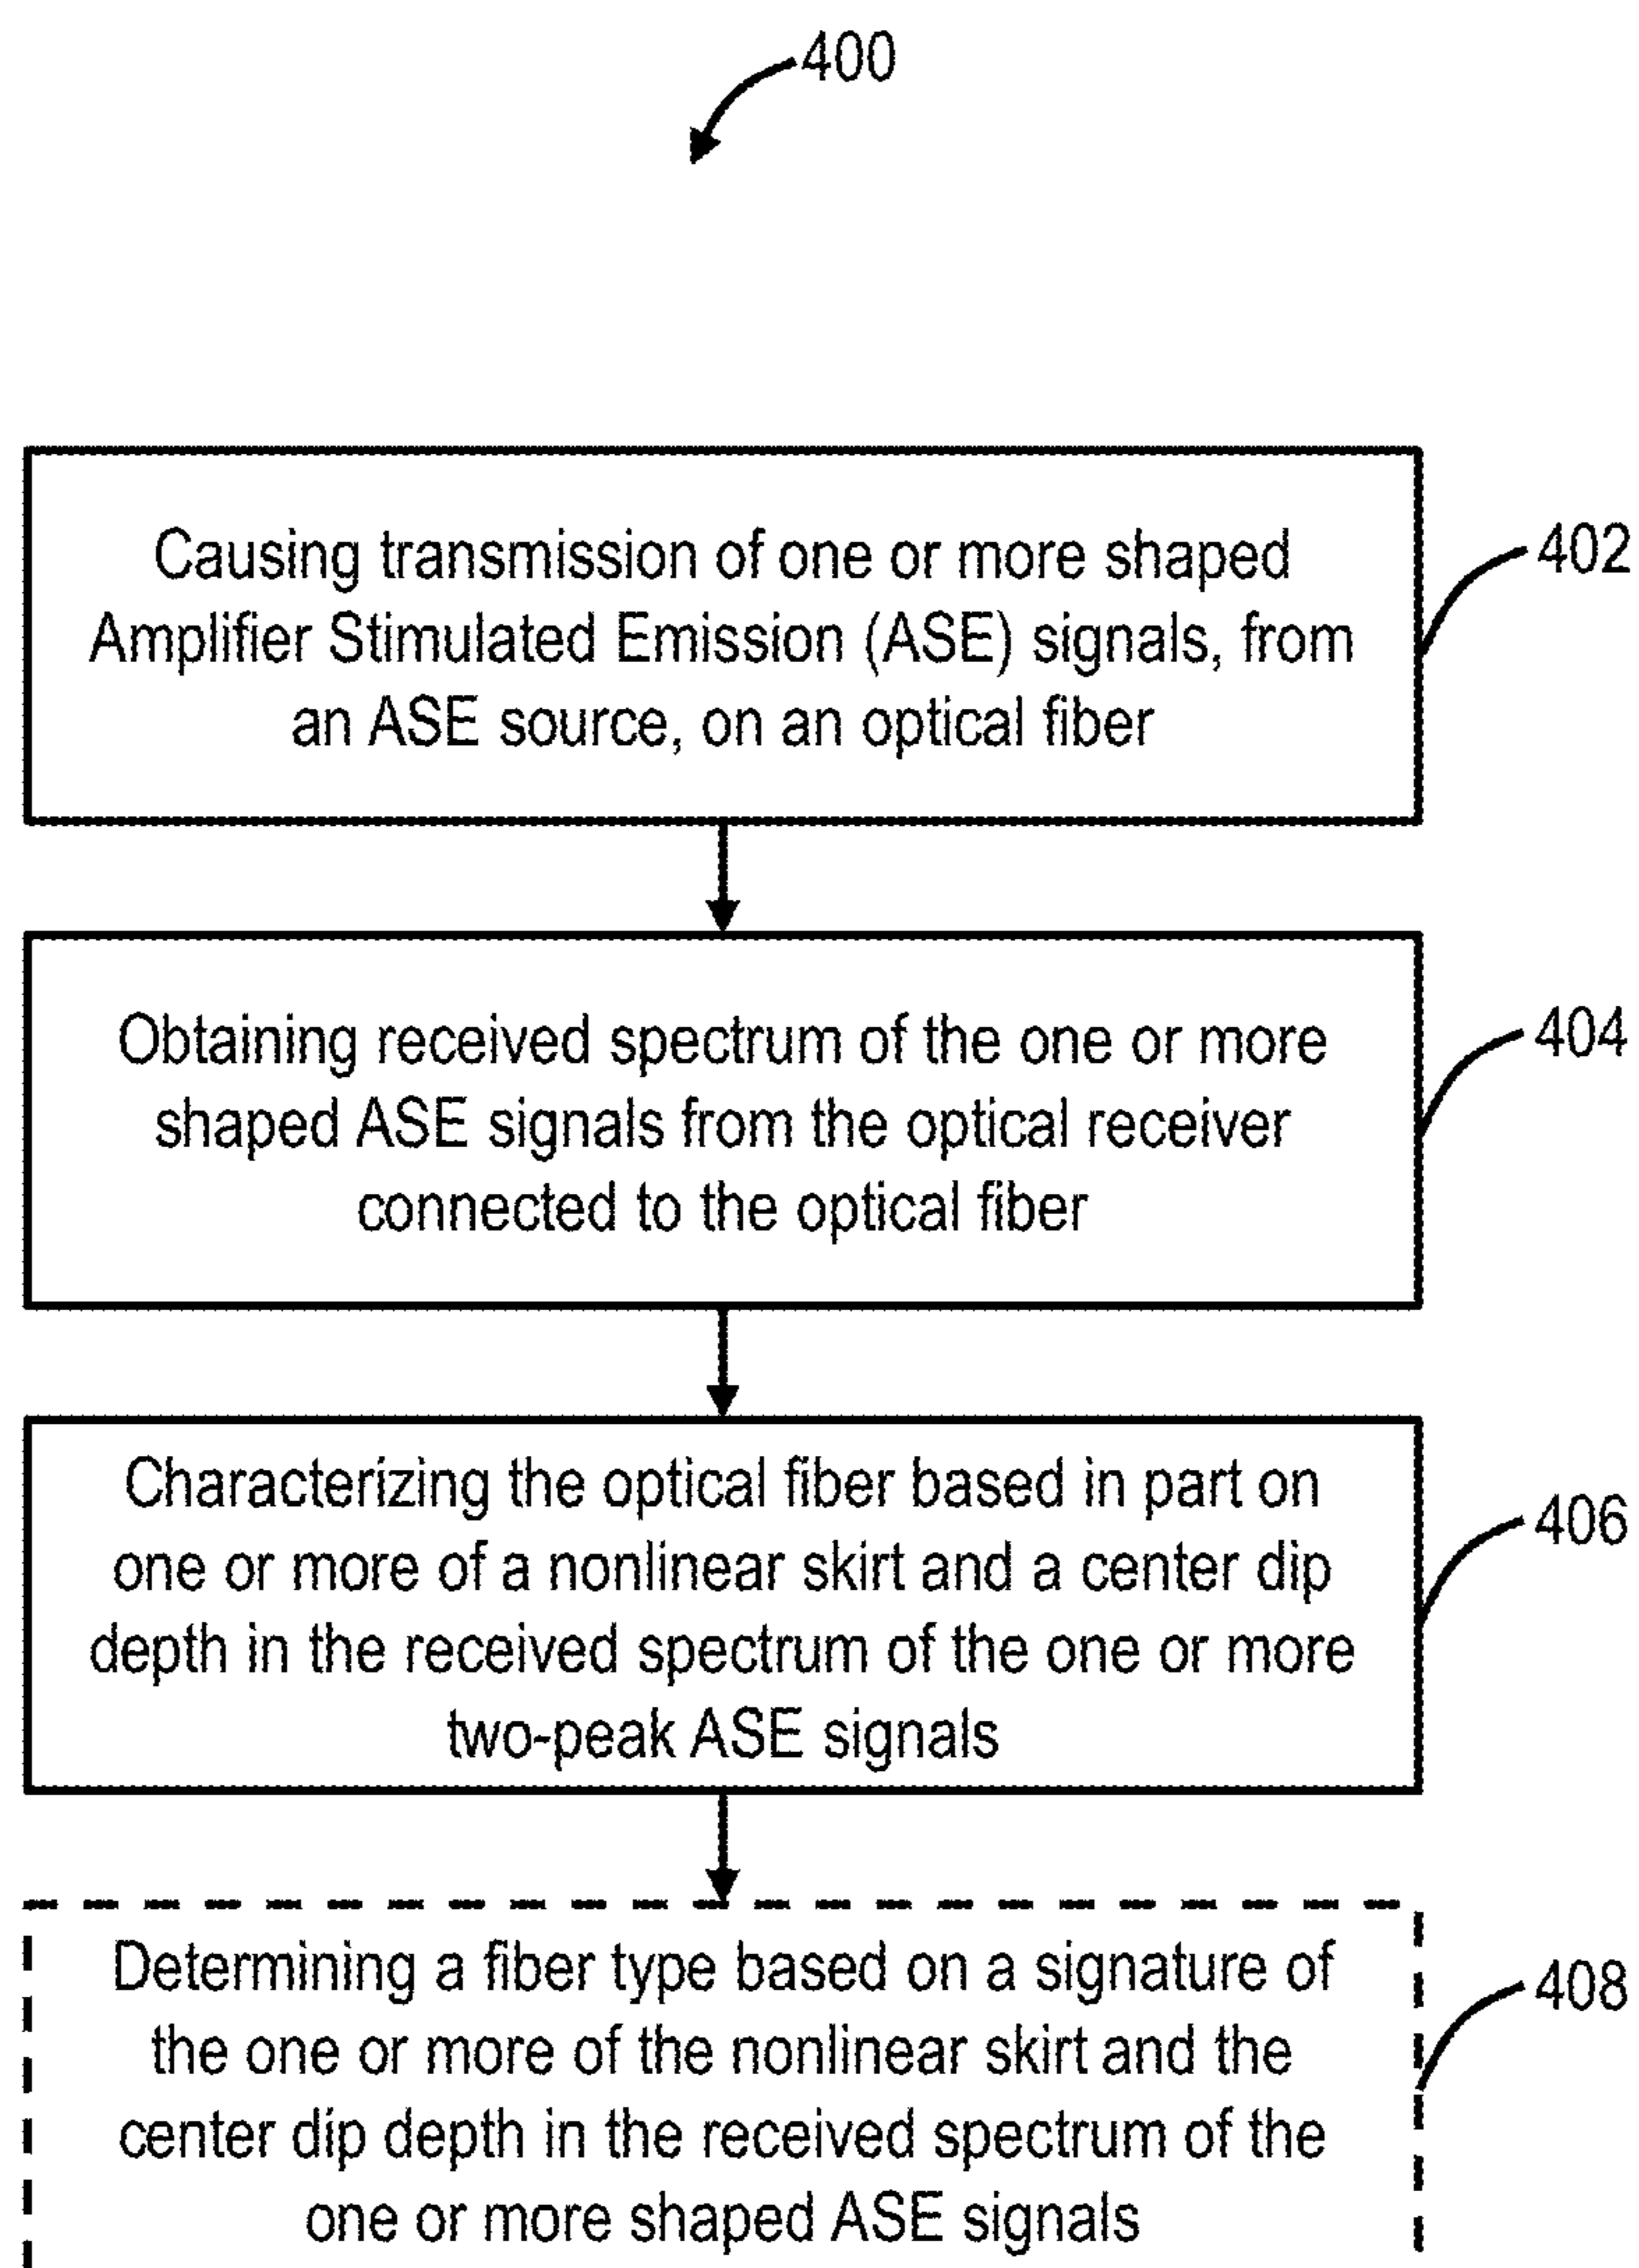 400
Causing transmission of one or more shaped
Amplifier Stimulated Emission (ASE) signals, from
an ASE source, on an optical fiber
402
Obtaining received spectrum of the one or more
shaped ASE signals from the optical receiver
connected to the optical fiber
404
Characterizing the optical fiber based in part on
one or more of a nonlinear skirt and a center dip
depth in the received spectrum of the one or more
two-peak ASE signals
406
Determining a fiber type based on a signature of
the one or more of the nonlinear skirt and the
center dip depth in the received spectrum of the
one or more shaped ASE signals
408